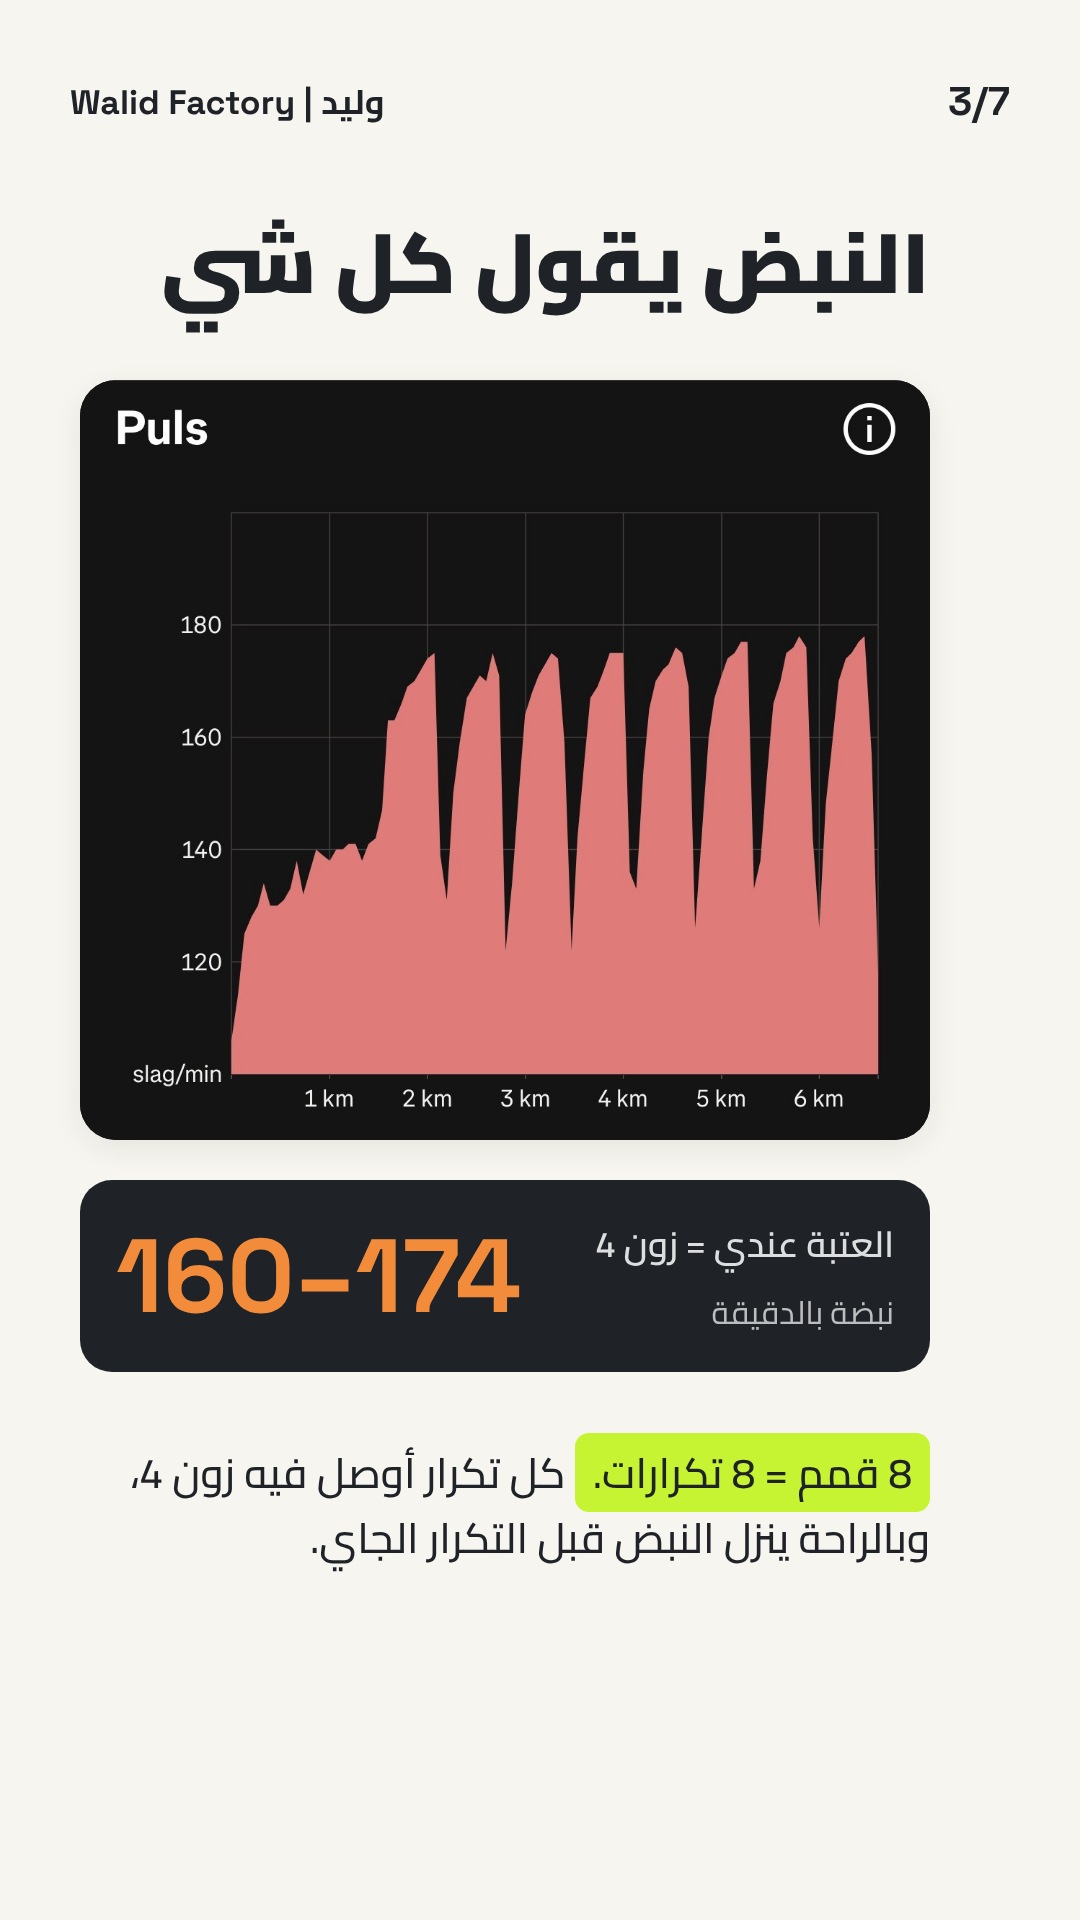 Walid Factory | وليد
3/7
النبض يقول كل شي
Puls
i
180
160
140
120
slag/min
1 km
2 km
3 km
4 km
5 km
6 km
العتبة عندي = زون 4
نبضة بالدقيقة
160–174
8 قمم = 8 تكرارات. كل تكرار أوصل فيه زون 4،
وبالراحة ينزل النبض قبل التكرار الجاي.